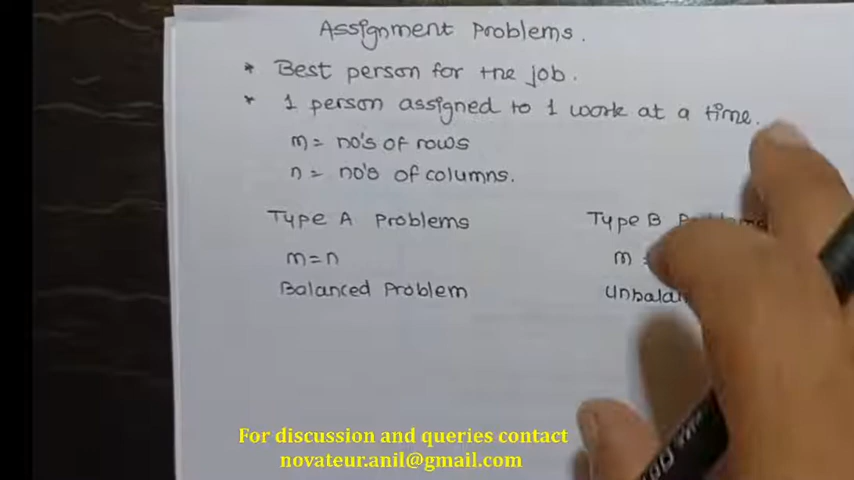 Assignment Problems.
* Best person for the job.
* 1 person assigned to 1 work at a time.
m = no's of rows
n = no's of columns.
Type A Problems
m=n
Balanced Problem
Type B
m
For discussion and queries contact
novateur.anil@gmail.com